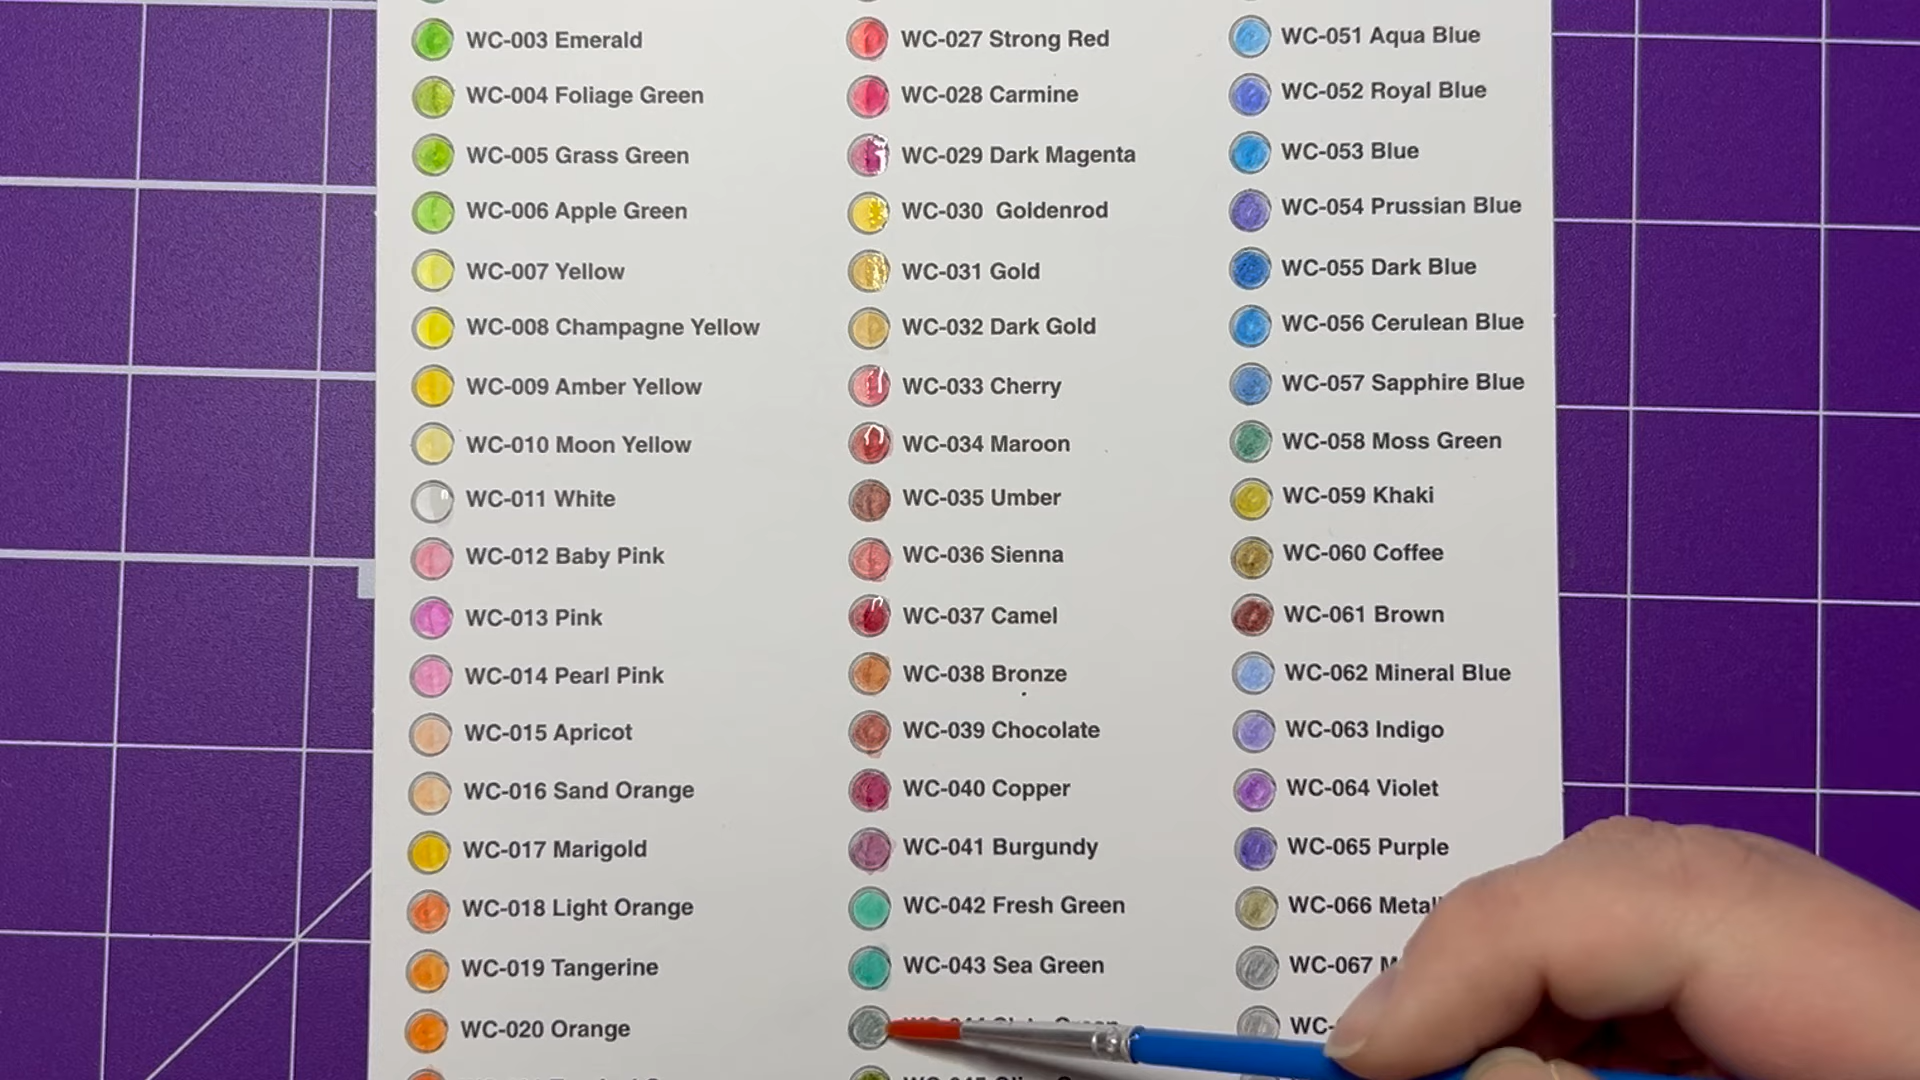 WC-003 Emerald
WC-004 Foliage Green
WC-005 Grass Green
WC-006 Apple Green
WC-007 Yellow
WC-008 Champagne Yellow
WC-009 Amber Yellow
WC-010 Moon Yellow
WC-011 White
WC-012 Baby Pink
WC-013 Pink
WC-014 Pearl Pink
WC-015 Apricot
WC-016 Sand Orange
WC-017 Marigold
WC-018 Light Orange
WC-019 Tangerine
WC-020 Orange
WC-027 Strong Red
WC-028 Carmine
WC-029 Dark Magenta
WC-030 Goldenrod
WC-031 Gold
WC-032 Dark Gold
WC-033 Cherry
WC-034 Maroon
WC-035 Umber
WC-036 Sienna
WC-037 Camel
WC-038 Bronze
WC-039 Chocolate
WC-040 Copper
WC-041 Burgundy
WC-042 Fresh Green
WC-043 Sea Green
WC-051 Aqua Blue
WC-052 Royal Blue
WC-053 Blue
WC-054 Prussian Blue
WC-055 Dark Blue
WC-056 Cerulean Blue
WC-057 Sapphire Blue
WC-058 Moss Green
WC-059 Khaki
WC-060 Coffee
WC-061 Brown
WC-062 Mineral Blue
WC-063 Indigo
WC-064 Violet
WC-065 Purple
WC-066
WC-067